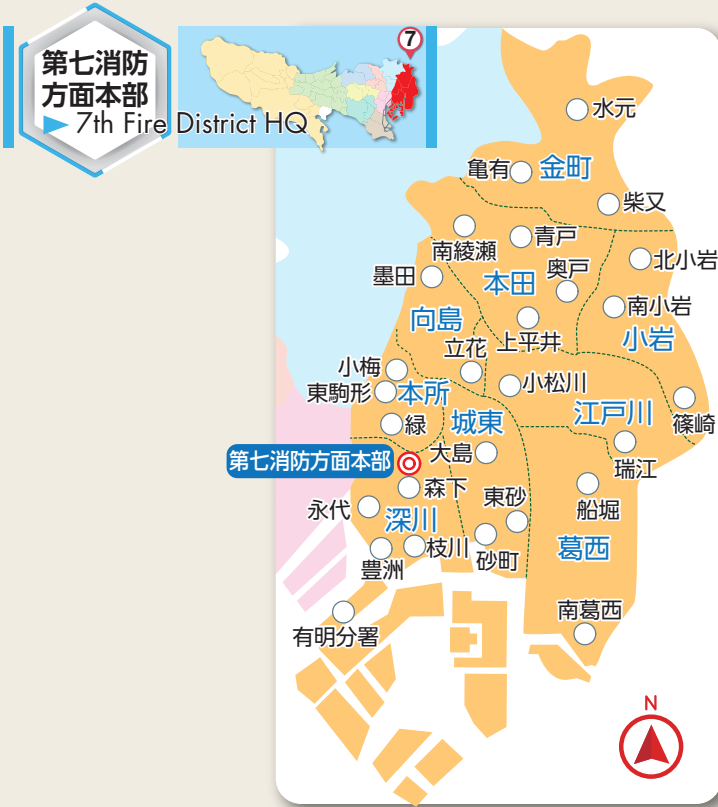 第七消防
方面本部
7th Fire District HQ
7
水元
亀有
金町
柴又
南綾瀬
青戸
北小岩
墨田
本田
奥戸
南小岩
向島
上平井
小岩
立花
小梅
東駒形
本所
小松川
江戸川
篠崎
緑
城東
第七消防方面本部
大島
瑞江
森下
東砂
船堀
永代
深川
枝川
砂町
葛西
豊洲
南葛西
有明分署
N